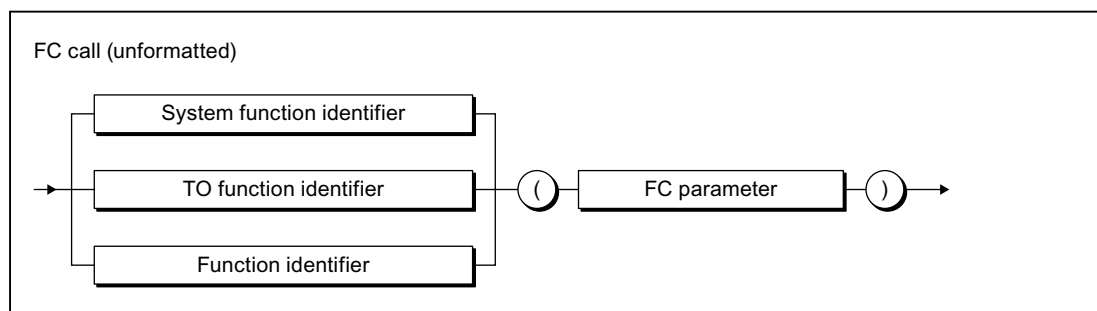 FC call (unformatted)
System function identifier
TO function identifier
( FC parameter )
Function identifier